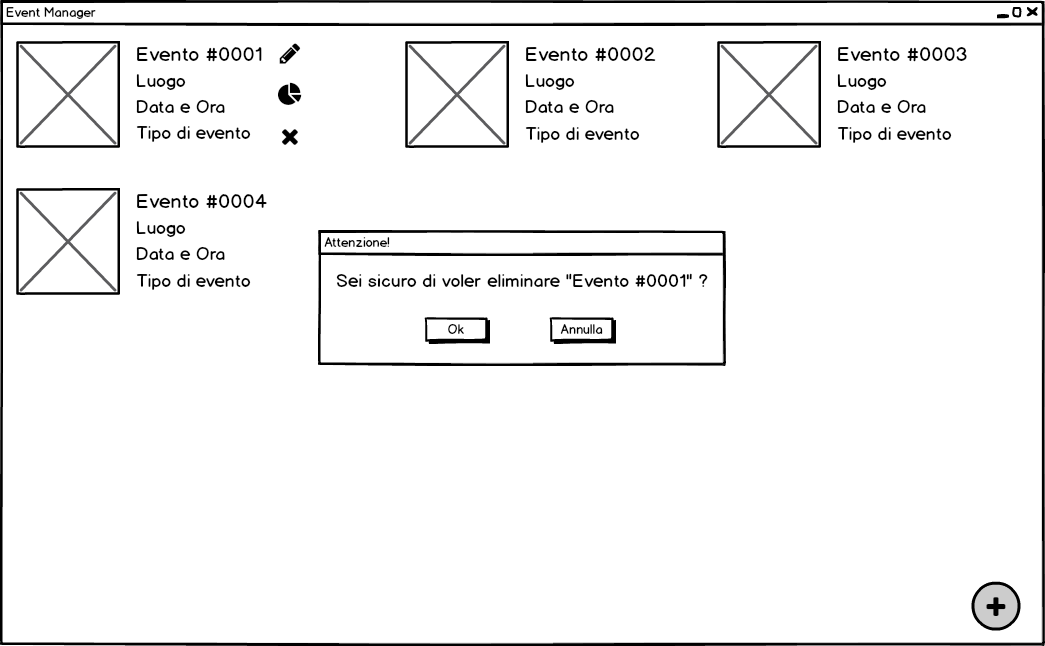 Event Manager
Evento #0001
Luogo
Data e Ora
Tipo di evento
Evento #0002
Luogo
Data e Ora
Tipo di evento
Evento #0003
Luogo
Data e Ora
Tipo di evento
Evento #0004
Luogo
Data e Ora
Tipo di evento
Attenzione!
Sei sicuro di voler eliminare "Evento #0001" ?
Ok
Annulla